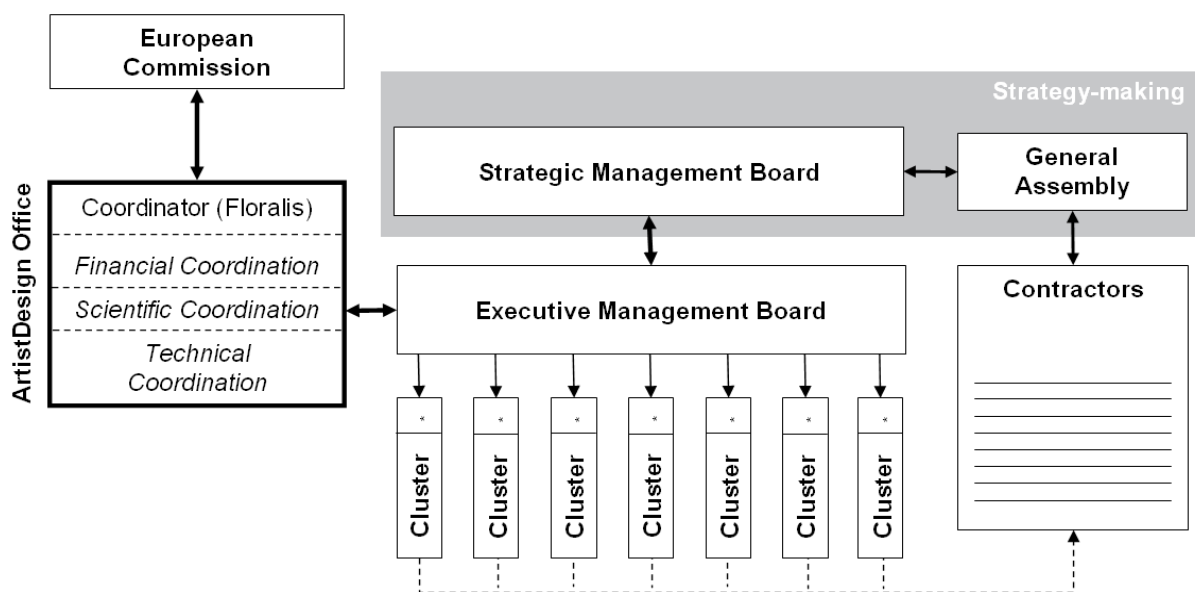 European
Commission
Strategy-making
Strategic Management Board
General
Assembly
ArtistDesign Office
Coordinator (Floralis)
Financial Coordination
Scientific Coordination
Technical
Coordination
Executive Management Board
Contractors
* * * * * * *
Cluster
Cluster
Cluster
Cluster
Cluster
Cluster
Cluster